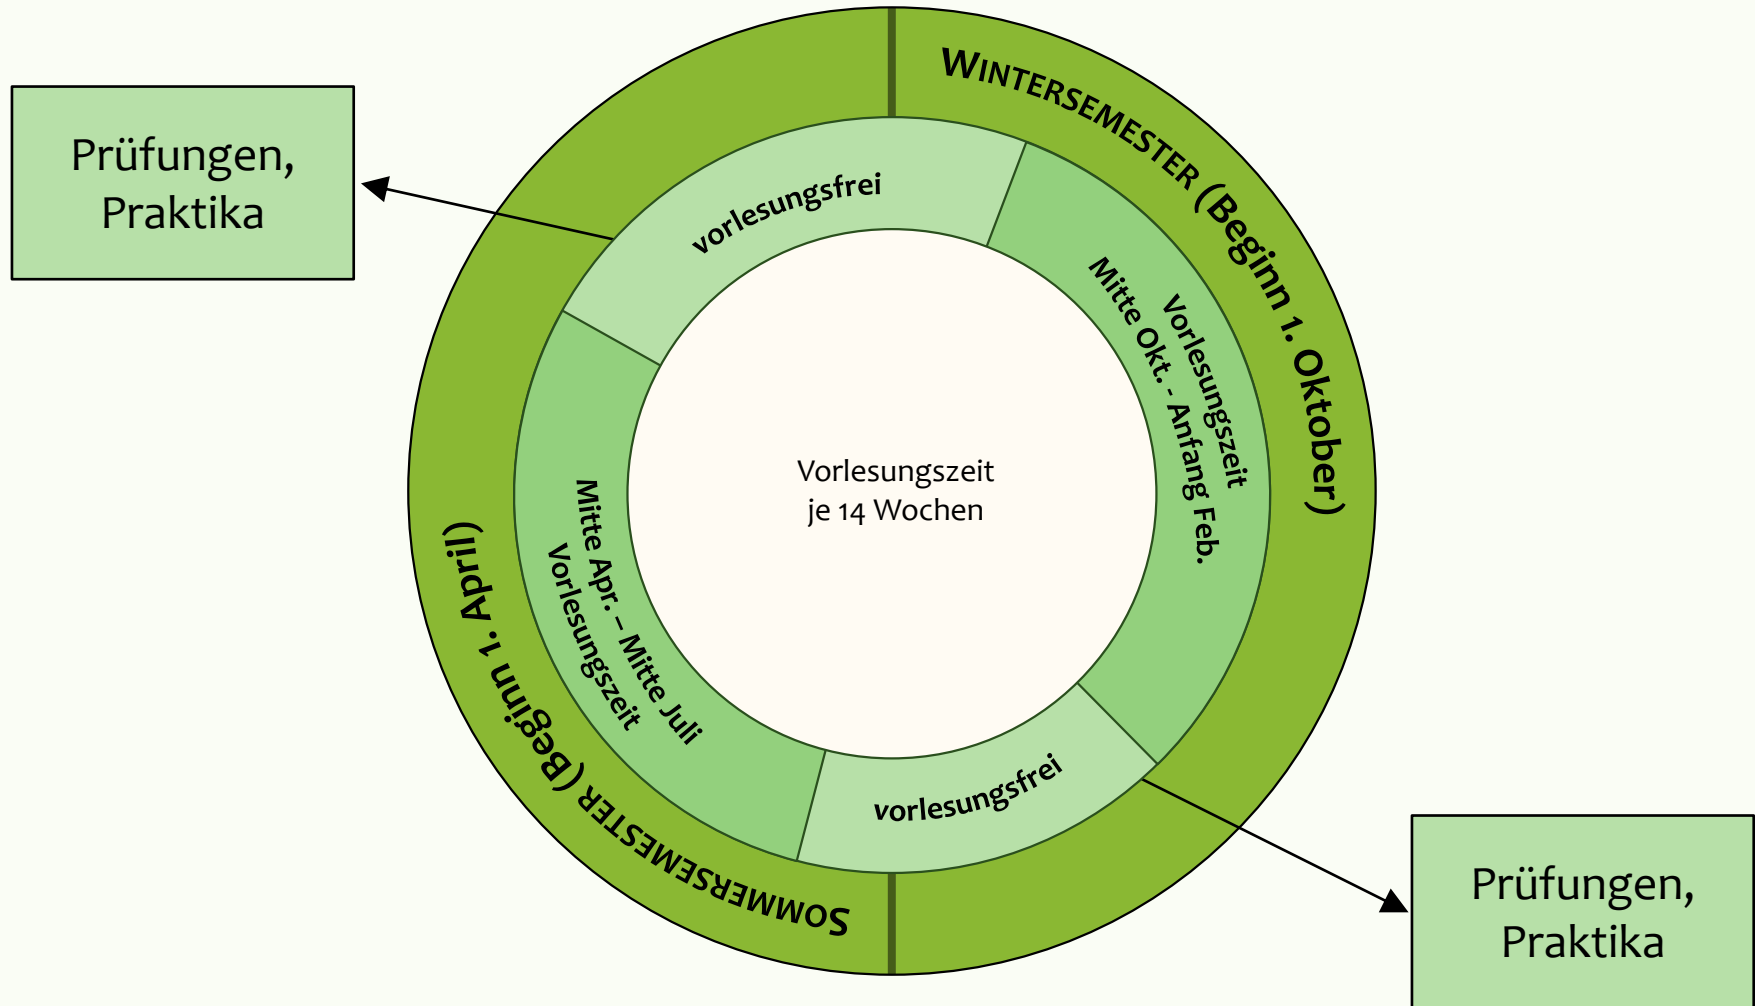 Prüfungen,
Praktika
WINTERSEMESTER (Beginn 1. Oktober)
vorlesungsfrei
Vorlesungszeit
Mitte Okt. - Anfang Feb.
Vorlesungszeit
je 14 Wochen
Mitte Apr. – Mitte Juli
Vorlesungszeit
SOMMERSEMESTER (Beginn 1. April)
vorlesungsfrei
Prüfungen,
Praktika